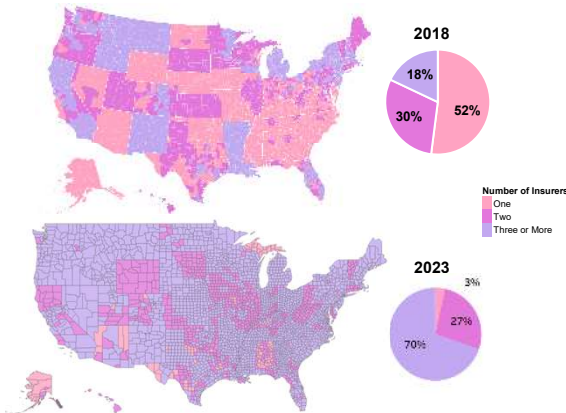 2018
18%
30%
52%
Number of Insurers
One
Two
Three or More
2023
3%
27%
70%